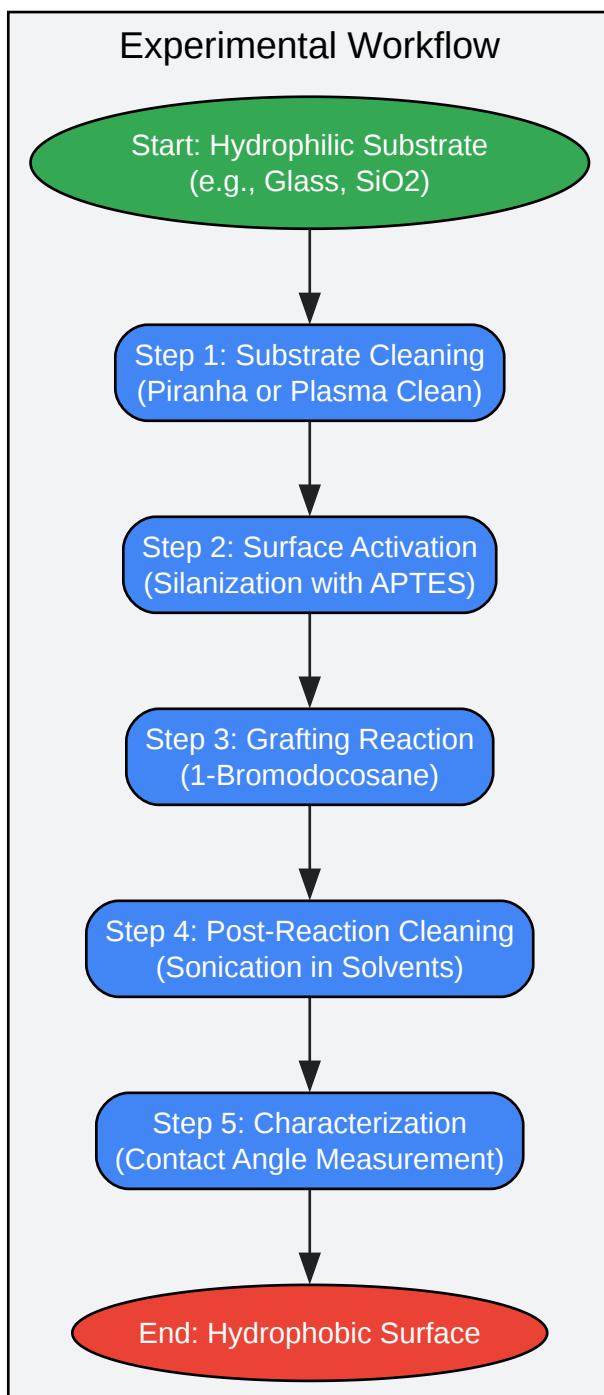 Experimental Workflow
Start: Hydrophilic Substrate
(e.g., Glass, SiO2)
Step 1: Substrate Cleaning
(Piranha or Plasma Clean)
Step 2: Surface Activation
(Silanization with APTES)
Step 3: Grafting Reaction
(1-Bromodocosane)
Step 4: Post-Reaction Cleaning
(Sonication in Solvents)
Step 5: Characterization
(Contact Angle Measurement)
End: Hydrophobic Surface